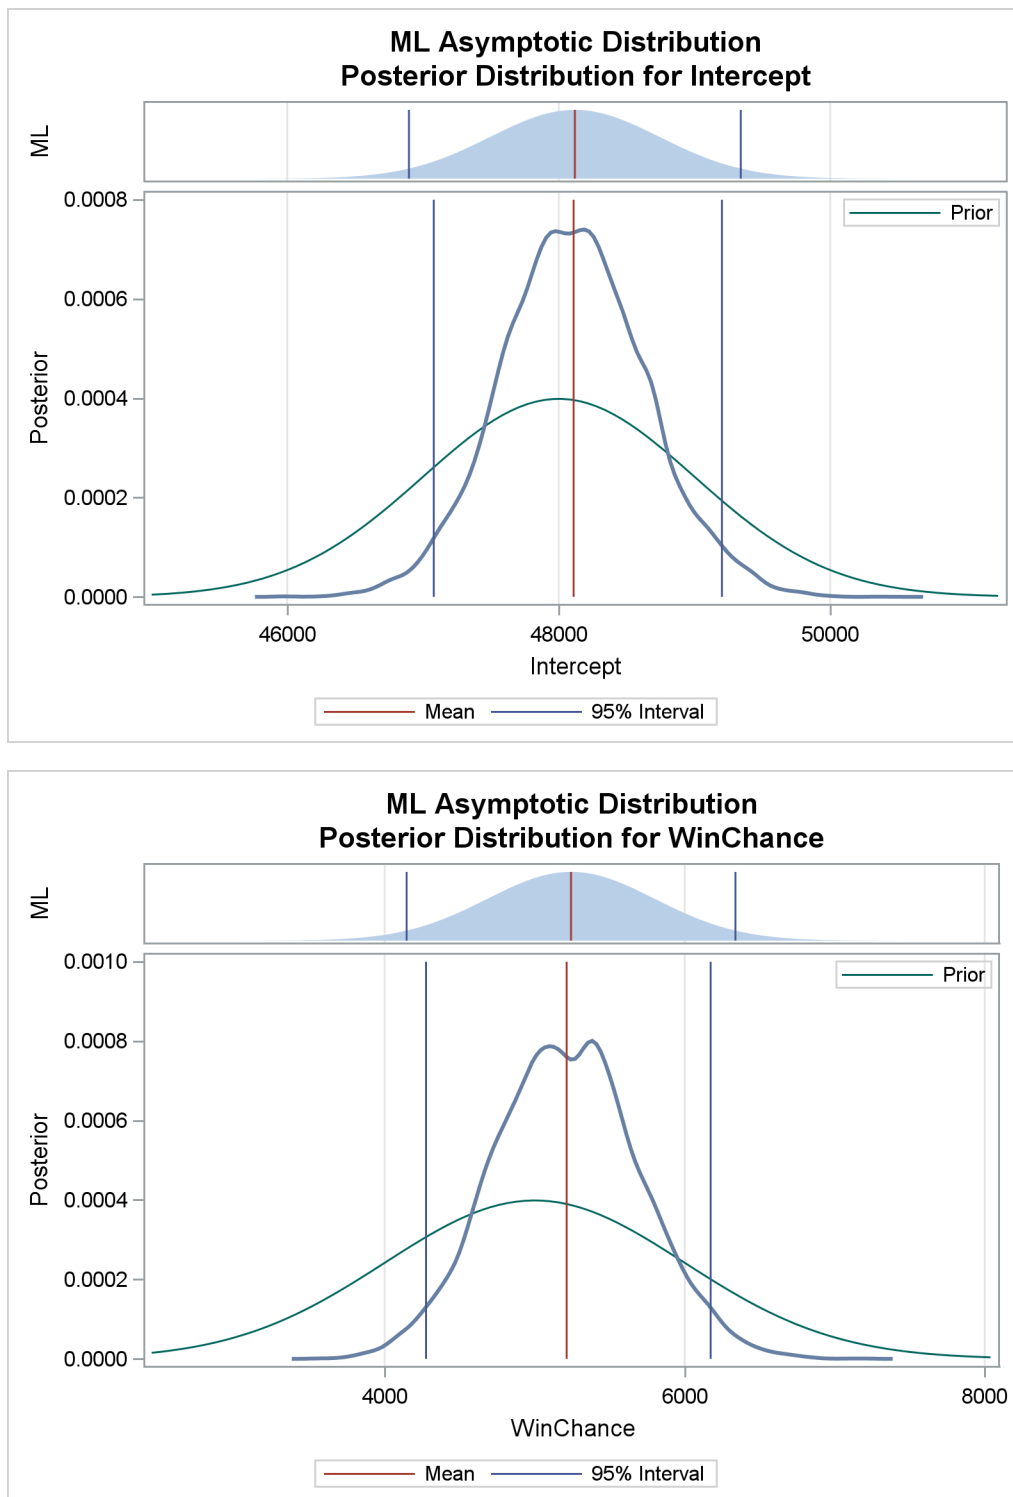 ML Asymptotic Distribution
Posterior Distribution for Intercept
ML
Posterior
0.0008
0.0006
0.0004
0.0002
0.0000
Prior
46000 48000 50000
Intercept
Mean 95% Interval
ML Asymptotic Distribution
Posterior Distribution for WinChance
ML
Posterior
0.0010
0.0008
0.0006
0.0004
0.0002
0.0000
Prior
4000 6000 8000
WinChance
Mean 95% Interval